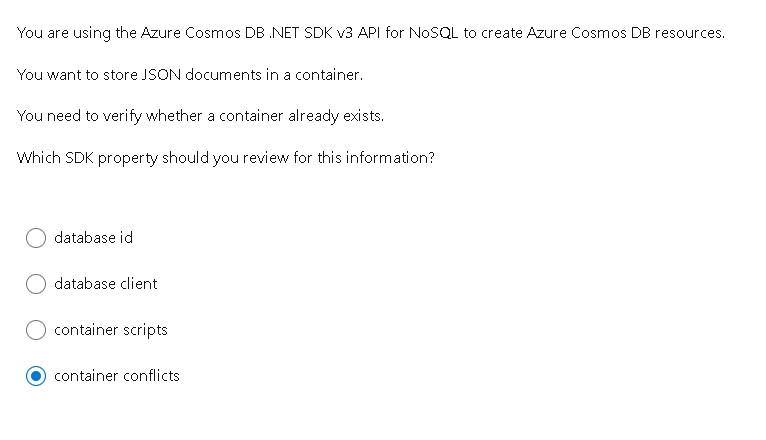 You are using the Azure Cosmos DB .NET SDK v3 API for NoSQL to create Azure Cosmos DB resources.
You want to store JSON documents in a container.
You need to verify whether a container already exists.
Which SDK property should you review for this information?
database id
database client
container scripts
container conflicts